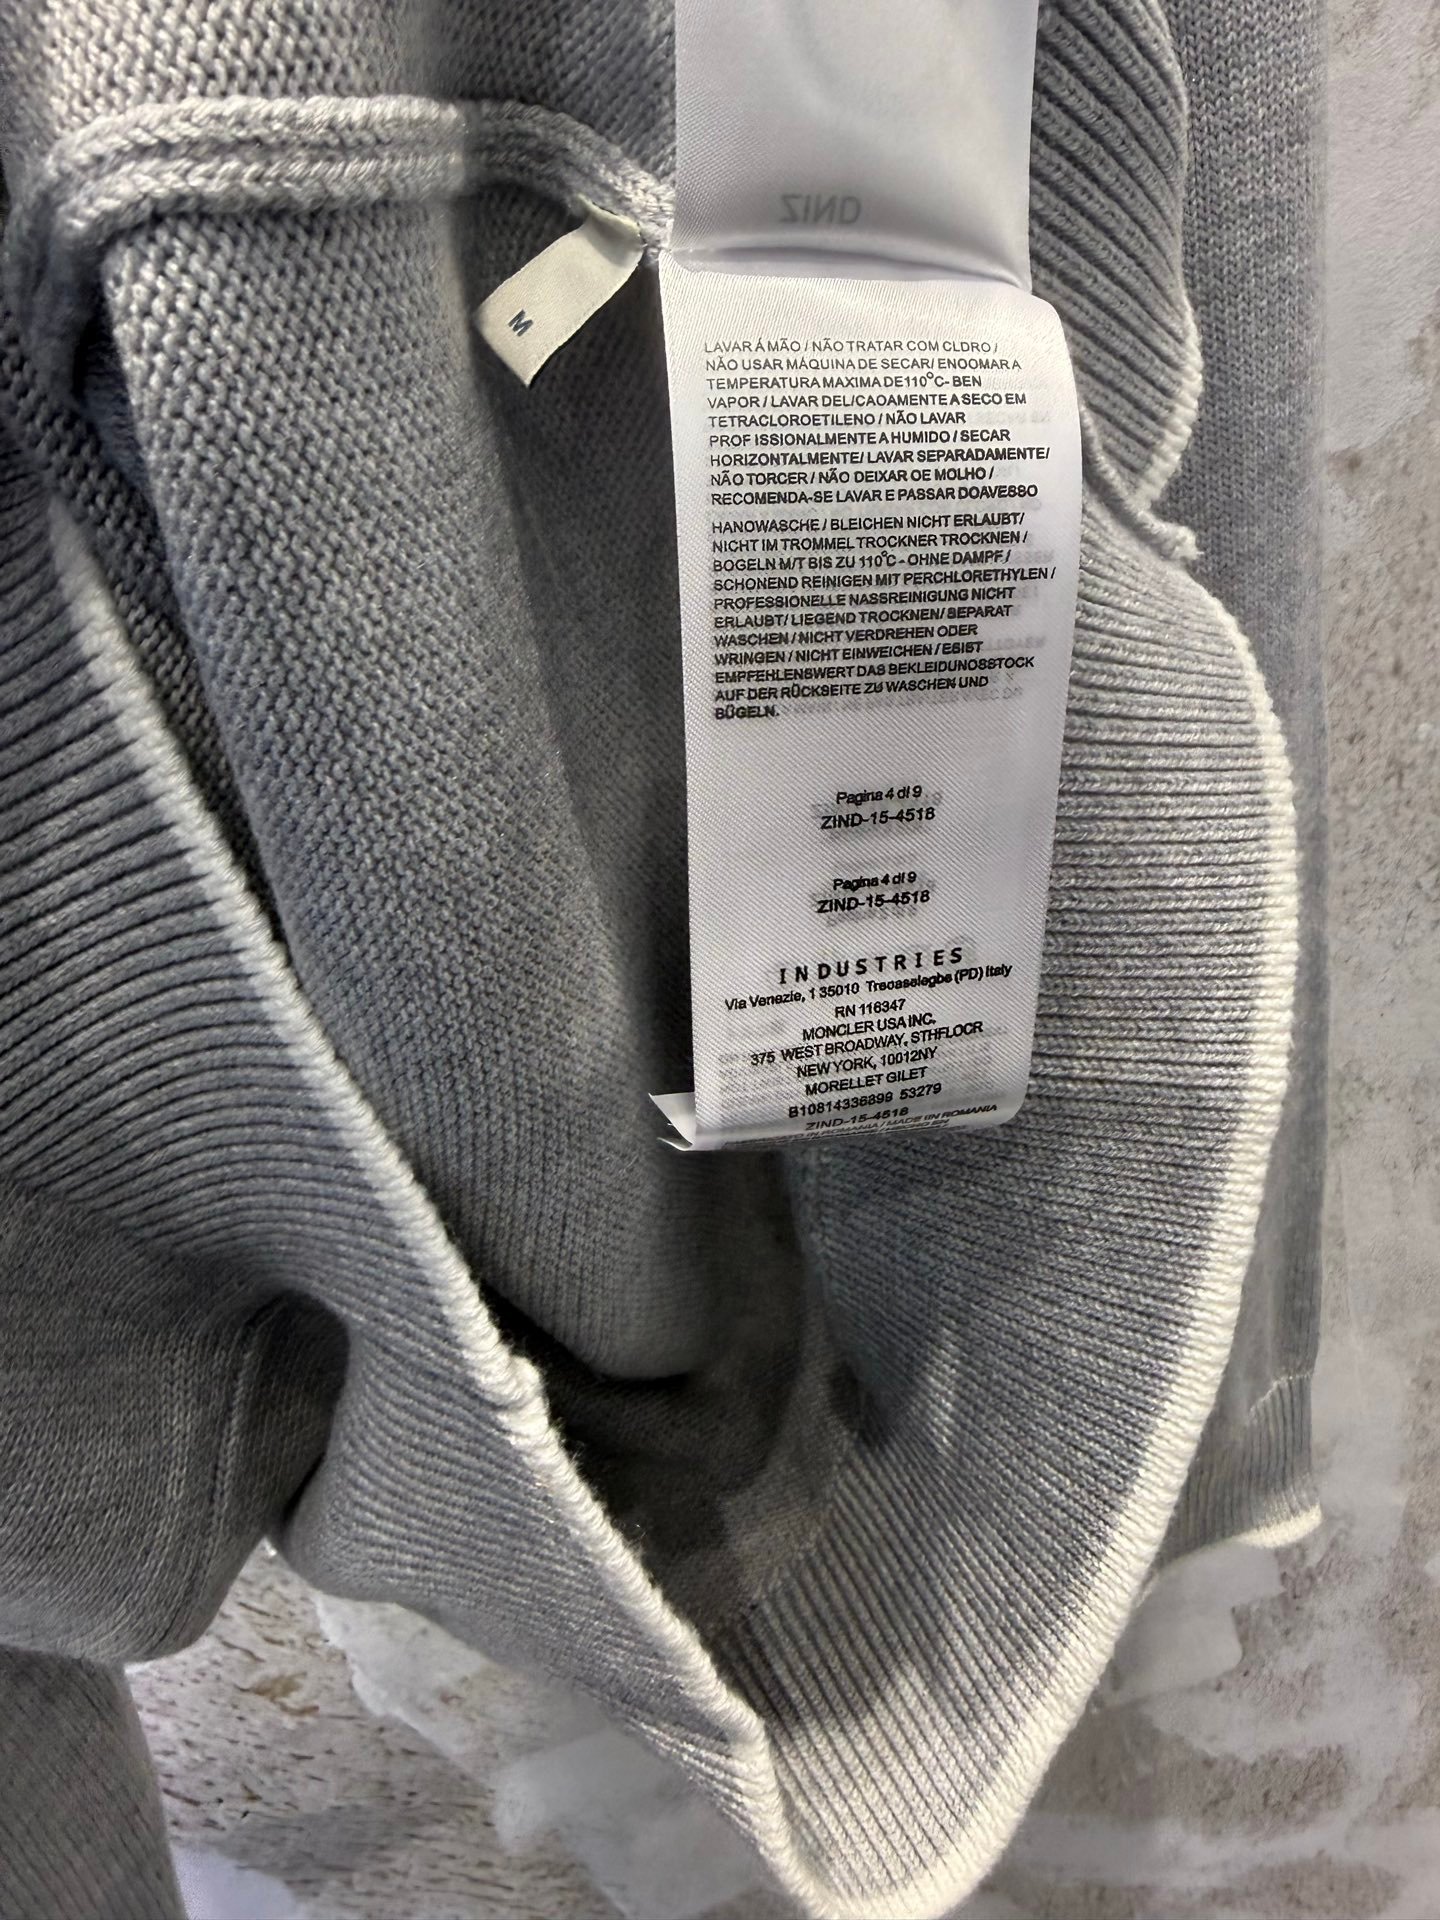 ZIND
M
LAVAR Á MÃO / NÃO TRATAR COM CLDRO /
NÃO USAR MÁQUINA DE SECAR/ ENOOMAR A
TEMPERATURA MAXIMA DE 110°C- BEN
VAPOR / LAVAR DEL/CAOAMENTE A SECO EM
TETRACLOROETILENO / NÃO LAVAR
PROF ISSIONALMENTE A HUMIDO / SECAR
HORIZONTALMENTE/ LAVAR SEPARADAMENTE/
NÃO TORCER / NÃO DEIXAR OE MOLHO /
RECOMENDA-SE LAVAR E PASSAR DOAVESSO
HANOWASCHE / BLEICHEN NICHT ERLAUBT/
NICHT IM TROMMEL TROCKNER TROCKNEN /
BOGELN M/T BIS ZU 110°C - OHNE DAMPF /
SCHONEND REINIGEN MIT PERCHLORETHYLEN /
PROFESSIONELLE NASSREINIGUNG NICHT
ERLAUBT/ LIEGEND TROCKNEN/ BEPARAT
WASCHEN / NICHT VERDREHEN ODER
WRINGEN / NICHT EINWEICHEN / EBIST
EMPFEHLENSWERT DAS BEKLEIDUNOSSTOCK
AUF DER RÜCKSEITE ZU WASCHEN UND
BÜGELN.
Pagina 4 di 9
ZIND-15-4518
Pagina 4 di 9
ZIND-15-4518
INDUSTRIES
Via Venezie, 1 35010 Trecaselegbe (PD) Italy
RN 116347
MONCLER USA INC.
375 WEST BROADWAY, STHFLOCR
NEW YORK, 10012NY
MORELLET GILET
B10814336899 53279
ZIND-15-4518
IN ROMANIA / MADE IN ROMANIA